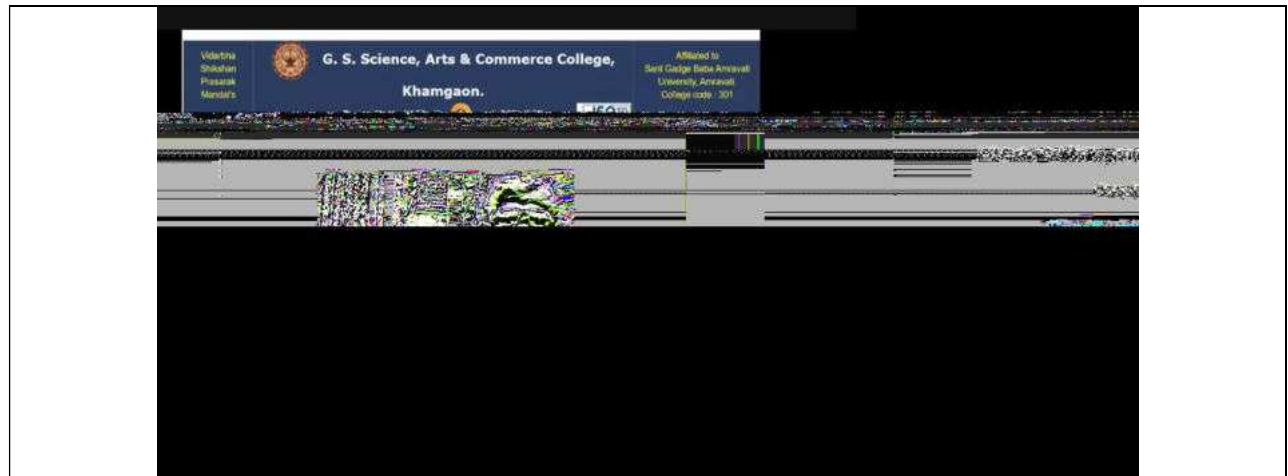 Vidarbha
Shikshan
Prasarak
Mandal's
G. S. Science, Arts & Commerce College,
Khamgaon.
Affiliated to
Sant Gadge Baba Amravati
University, Amravati.
College code : 301